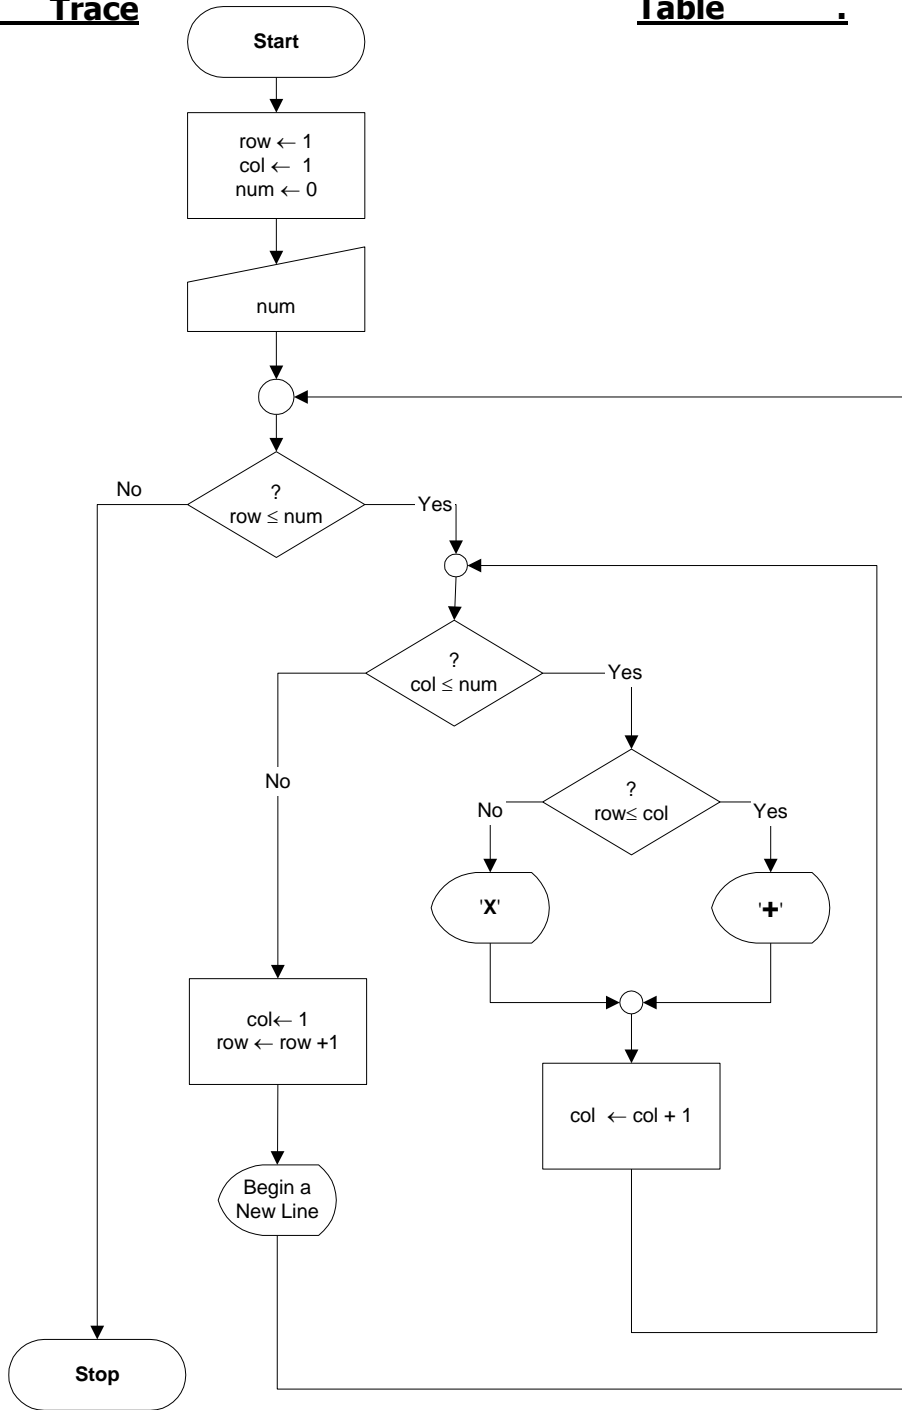 Trace Table .
Start
row ← 1
col ← 1
num ← 0
num
No
?
row ≤ num
Yes
?
col ≤ num
Yes
No
?
row≤ col
No
Yes
'X'
'+'
col← 1
row ← row +1
col ← col + 1
Begin a
New Line
Stop